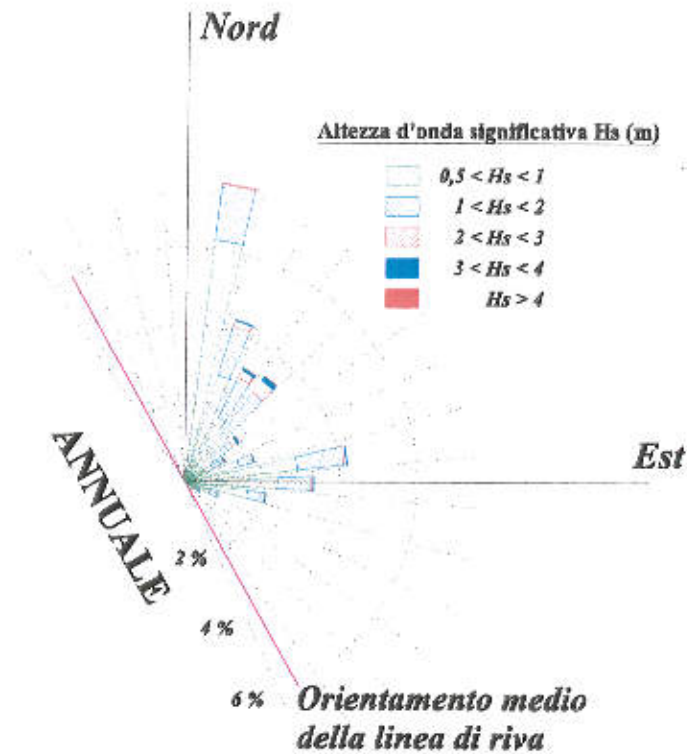 Nord
Altezza d'onda significativa Hs (m)
0,5 < Hs < 1
1 < Hs < 2
2 < Hs < 3
3 < Hs < 4
Hs > 4
Est
ANNUALE
2 %
4 %
6 %
Orientamento medio
della linea di riva